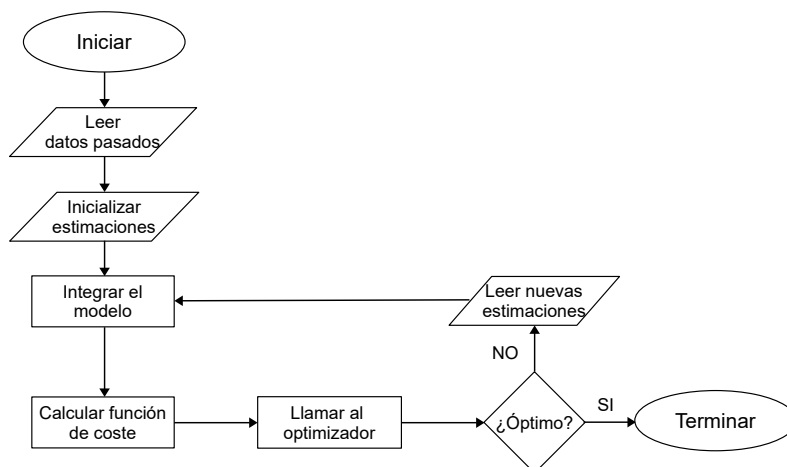 Iniciar
Leer
datos pasados
Inicializar
estimaciones
Integrar el
modelo
Leer nuevas
estimaciones
NO
Calcular función
de coste
Llamar al
optimizador
¿Óptimo?
SI
Terminar